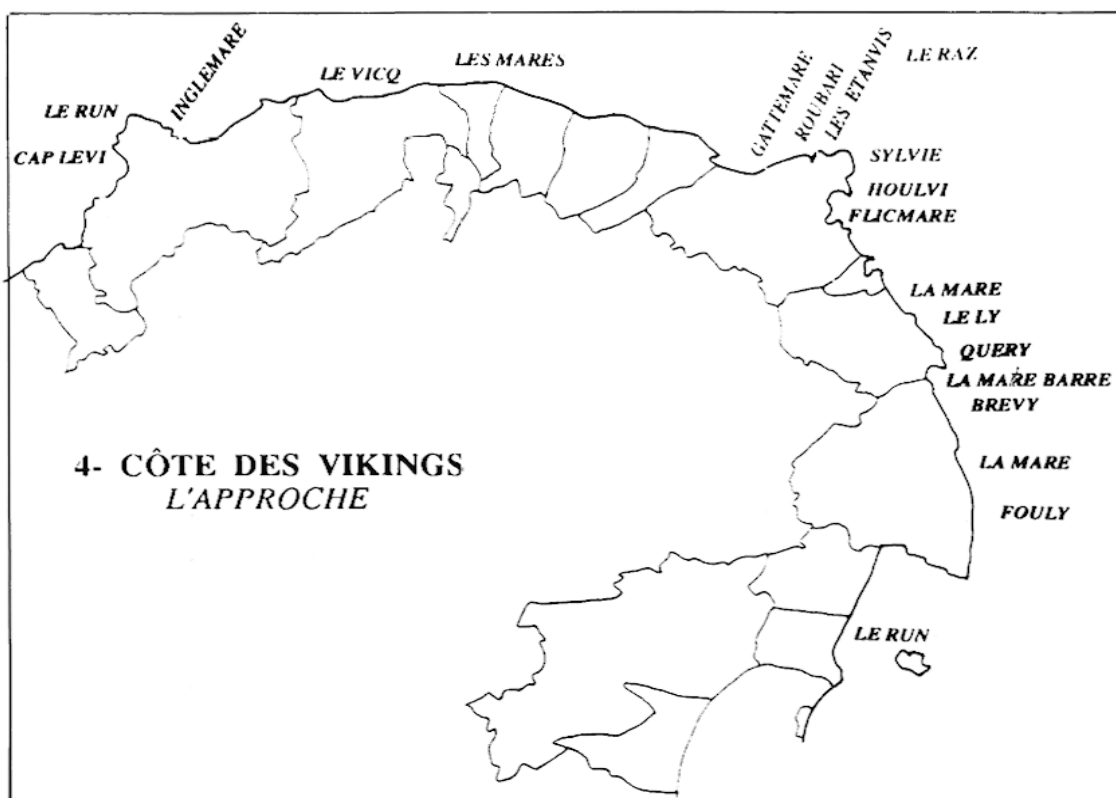 LE RUN
INGLEMARE
LE VICQ
LES MARES
GATTEMARE
ROUBARI
LES ETANVIS
LE RAZ
CAP LEVI
SYLVIE
HOULVI
FLICMARE
LA MARE
LE LY
QUERY
LA MARE BARRE
BREVY
4- CÔTE DES VIKINGS
L'APPROCHE
LA MARE
FOULY
LE RUN